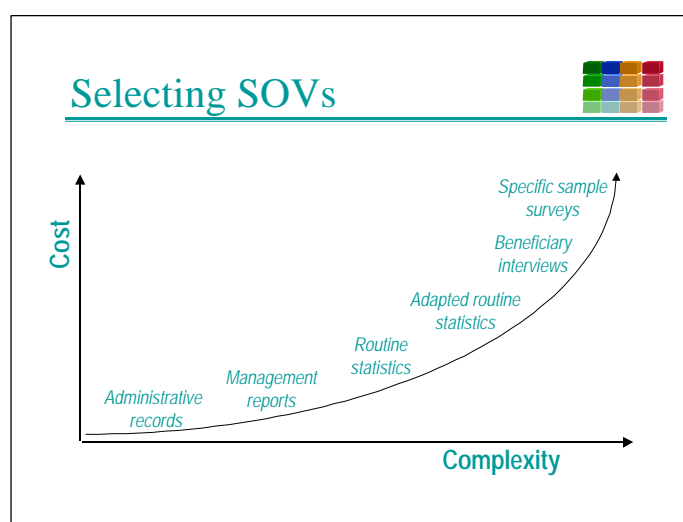 Selecting SOVs
Cost
Specific sample
surveys
Beneficiary
interviews
Adapted routine
statistics
Routine
statistics
Management
reports
Administrative
records
Complexity